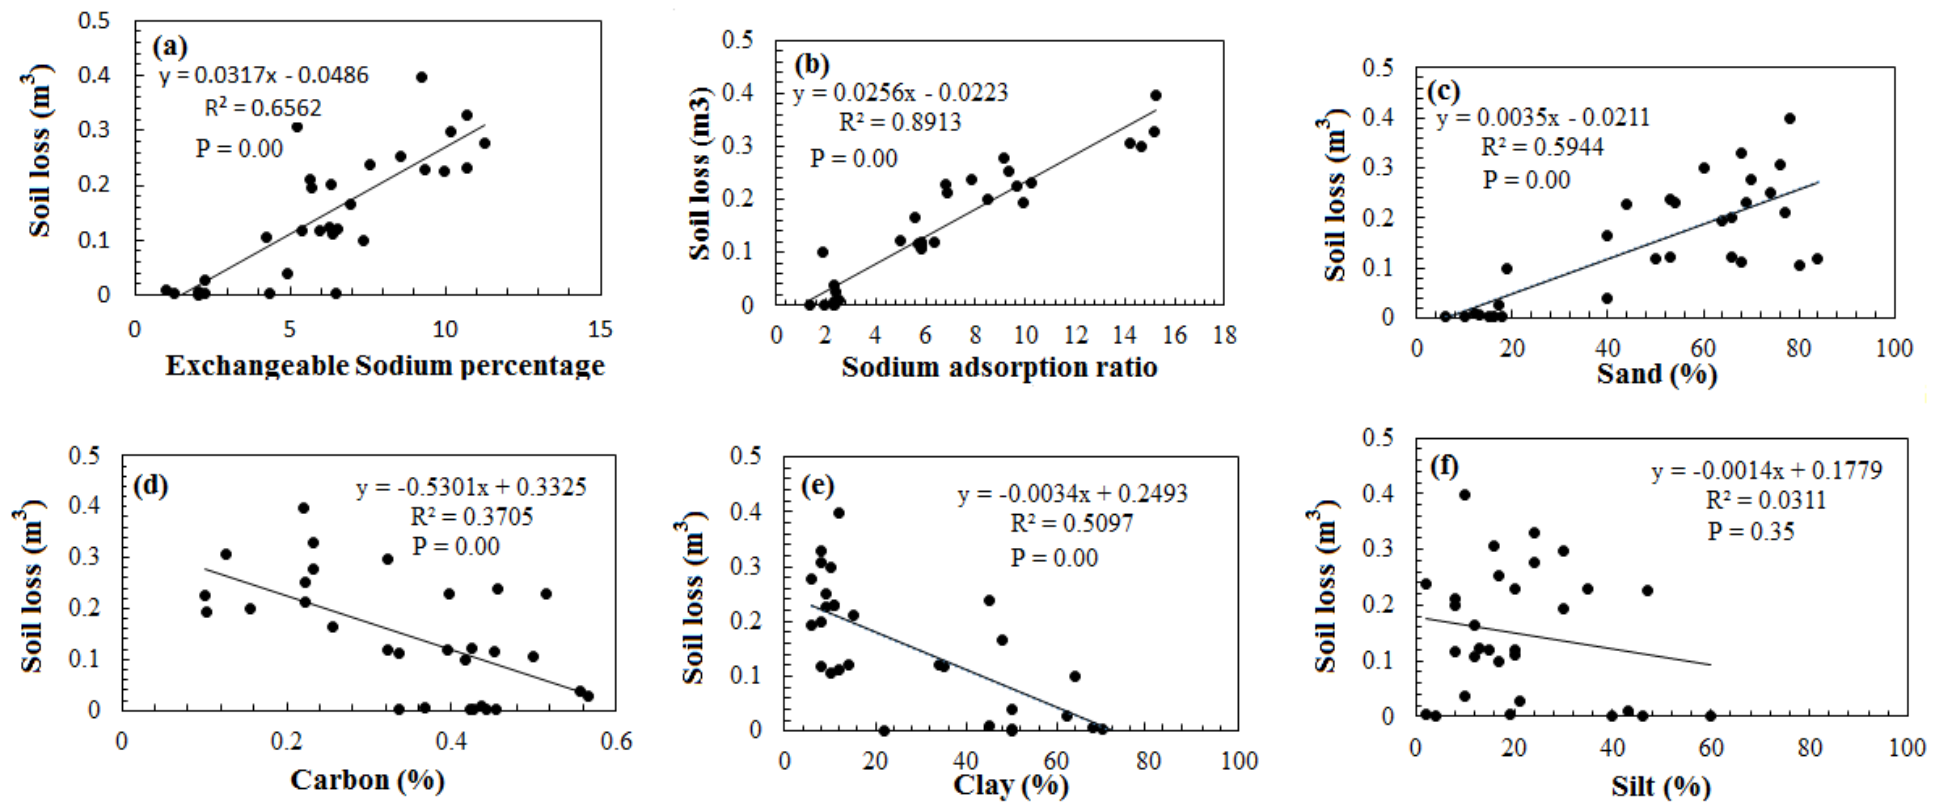 (a)
y = 0.0317x - 0.0486
R² = 0.6562
P = 0.00
Soil loss (m³)
0.5
0.4
0.3
0.2
0.1
0
0 5 10 15
Exchangeable Sodium percentage
(b)
y = 0.0256x - 0.0223
R² = 0.8913
P = 0.00
Soil loss (m3)
0.5
0.4
0.3
0.2
0.1
0
0 2 4 6 8 10 12 14 16 18
Sodium adsorption ratio
(c)
y = 0.0035x - 0.0211
R² = 0.5944
P = 0.00
Soil loss (m³)
0.5
0.4
0.3
0.2
0.1
0
0 20 40 60 80 100
Sand (%)
(d)
y = -0.5301x + 0.3325
R² = 0.3705
P = 0.00
Soil loss (m³)
0.5
0.4
0.3
0.2
0.1
0
0 0.2 0.4 0.6
Carbon (%)
(e)
y = -0.0034x + 0.2493
R² = 0.5097
P = 0.00
Soil loss (m³)
0.5
0.4
0.3
0.2
0.1
0
0 20 40 60 80 100
Clay (%)
(f)
y = -0.0014x + 0.1779
R² = 0.0311
P = 0.35
Soil loss (m³)
0.5
0.4
0.3
0.2
0.1
0
0 20 40 60 80 100
Silt (%)